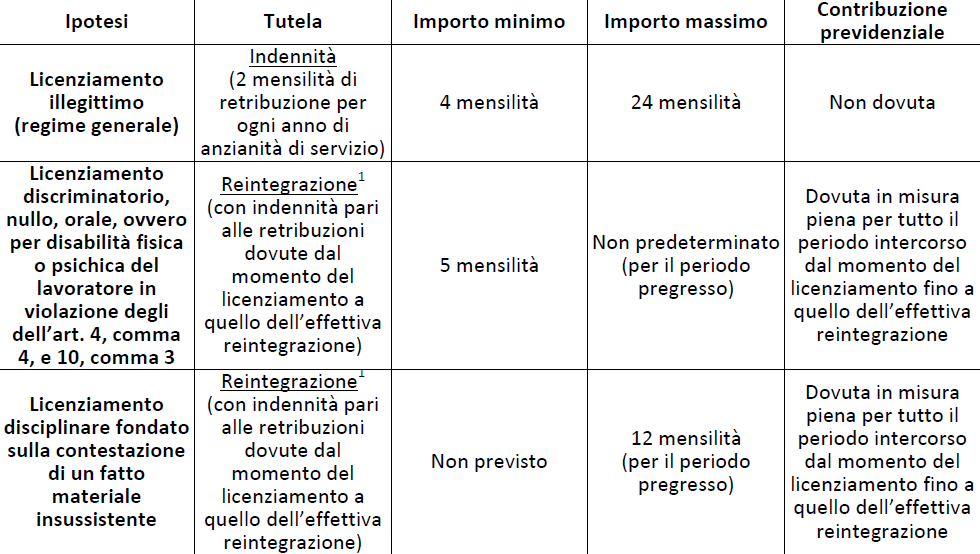 Ipotesi
Tutela
Importo minimo
Importo massimo
Contribuzione
previdenziale
Licenziamento
illegittimo
(regime generale)
Indennità
(2 mensilità di
retribuzione per
ogni anno di
anzianità di servizio)
4 mensilità
24 mensilità
Non dovuta
Licenziamento
discriminatorio,
nullo, orale, ovvero
per disabilità fisica
o psichica del
lavoratore in
violazione degli
dell’art. 4, comma
4, e 10, comma 3
Reintegrazione1
(con indennità pari
alle retribuzioni
dovute dal
momento del
licenziamento a
quello dell’effettiva
reintegrazione)
5 mensilità
Non predeterminato
(per il periodo
pregresso)
Dovuta in misura
piena per tutto il
periodo intercorso
dal momento del
licenziamento fino a
quello dell’effettiva
reintegrazione
Licenziamento
disciplinare fondato
sulla contestazione
di un fatto
materiale
insussistente
Reintegrazione1
(con indennità pari
alle retribuzioni
dovute dal
momento del
licenziamento a
quello dell’effettiva
reintegrazione)
Non previsto
12 mensilità
(per il periodo
pregresso)
Dovuta in misura
piena per tutto il
periodo intercorso
dal momento del
licenziamento fino a
quello dell’effettiva
reintegrazione